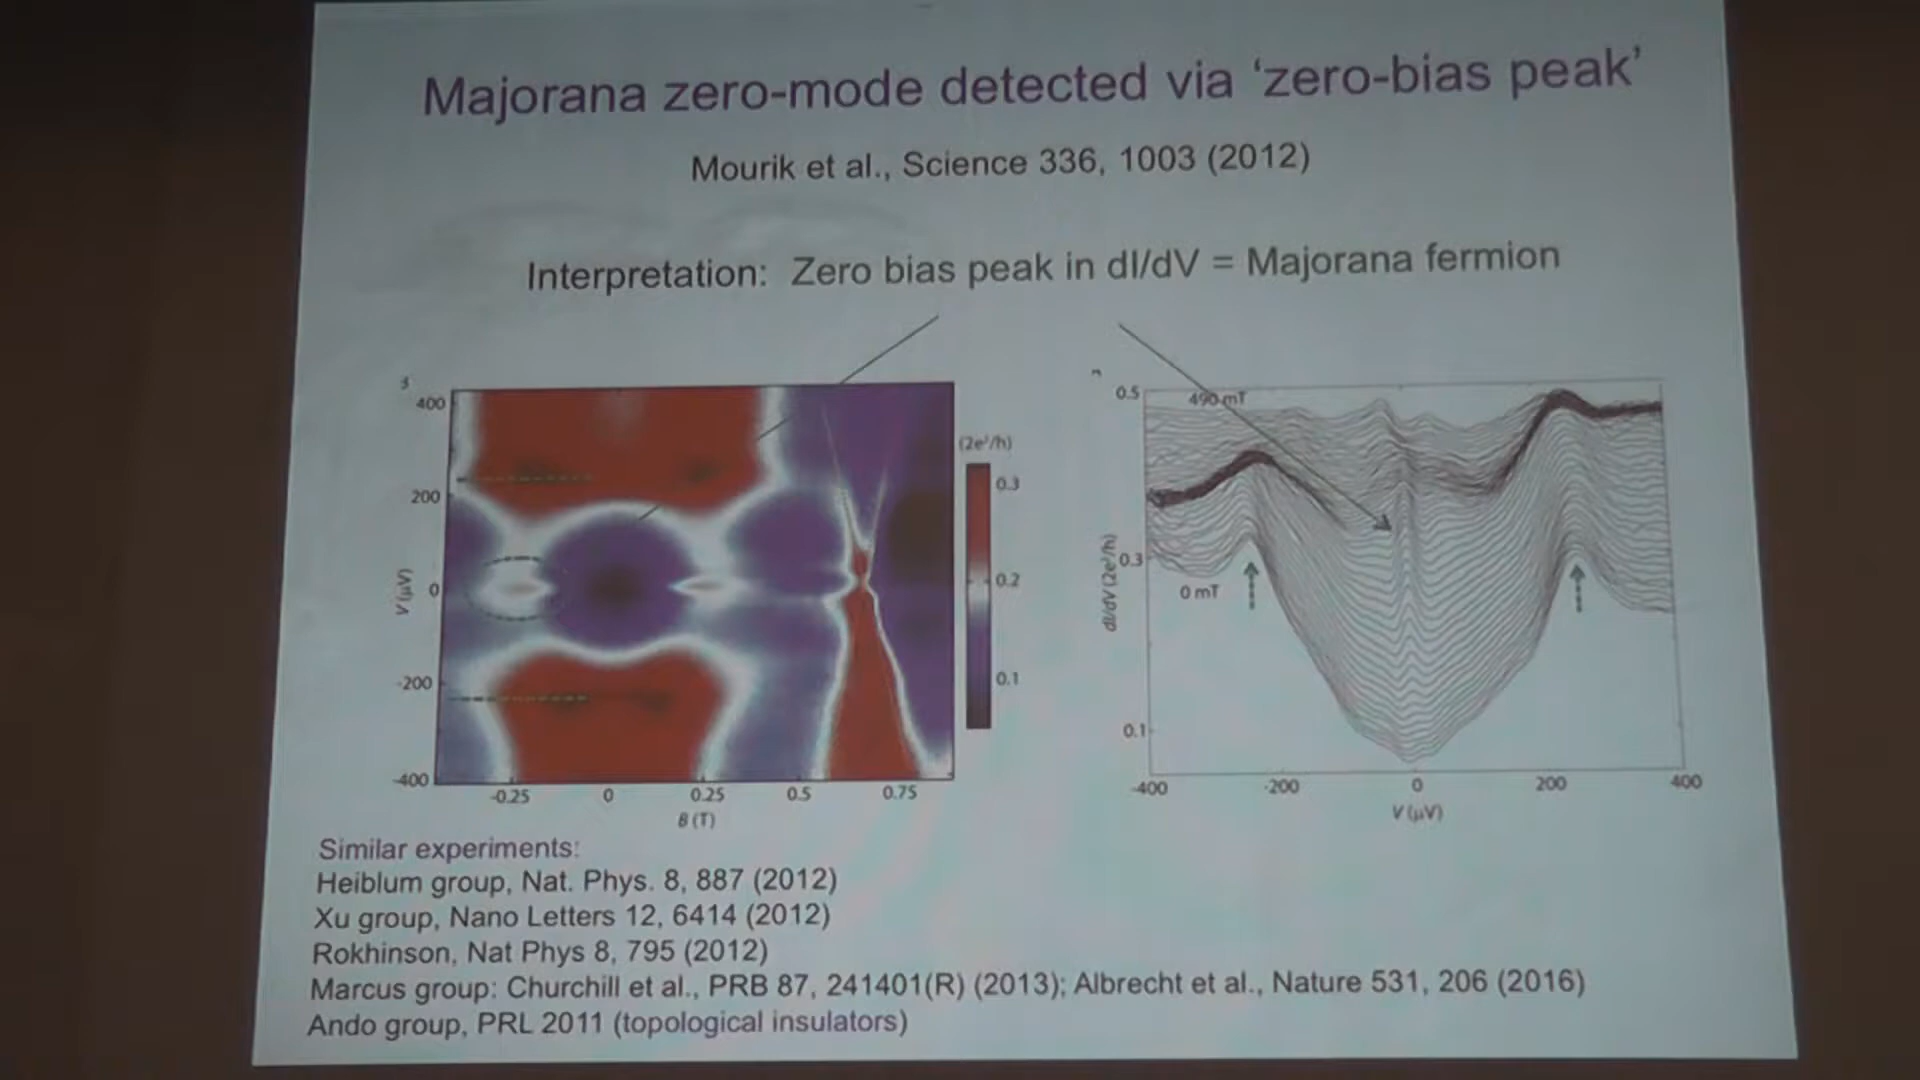 Majorana zero-mode detected via ‘zero-bias peak’
Mourik et al., Science 336, 1003 (2012)
Interpretation: Zero bias peak in dI/dV = Majorana fermion
400
200
0
-200
-400
V (μV)
-0.25
0
0.25
0.5
0.75
B (T)
(2e²/h)
0.3
0.2
0.1
0.5
0.3
0.1
dI/dV (2e²/h)
490 mT
0 mT
-400
-200
0
200
400
V (μV)
Similar experiments:
Heiblum group, Nat. Phys. 8, 887 (2012)
Xu group, Nano Letters 12, 6414 (2012)
Rokhinson, Nat Phys 8, 795 (2012)
Marcus group: Churchill et al., PRB 87, 241401(R) (2013); Albrecht et al., Nature 531, 206 (2016)
Ando group, PRL 2011 (topological insulators)